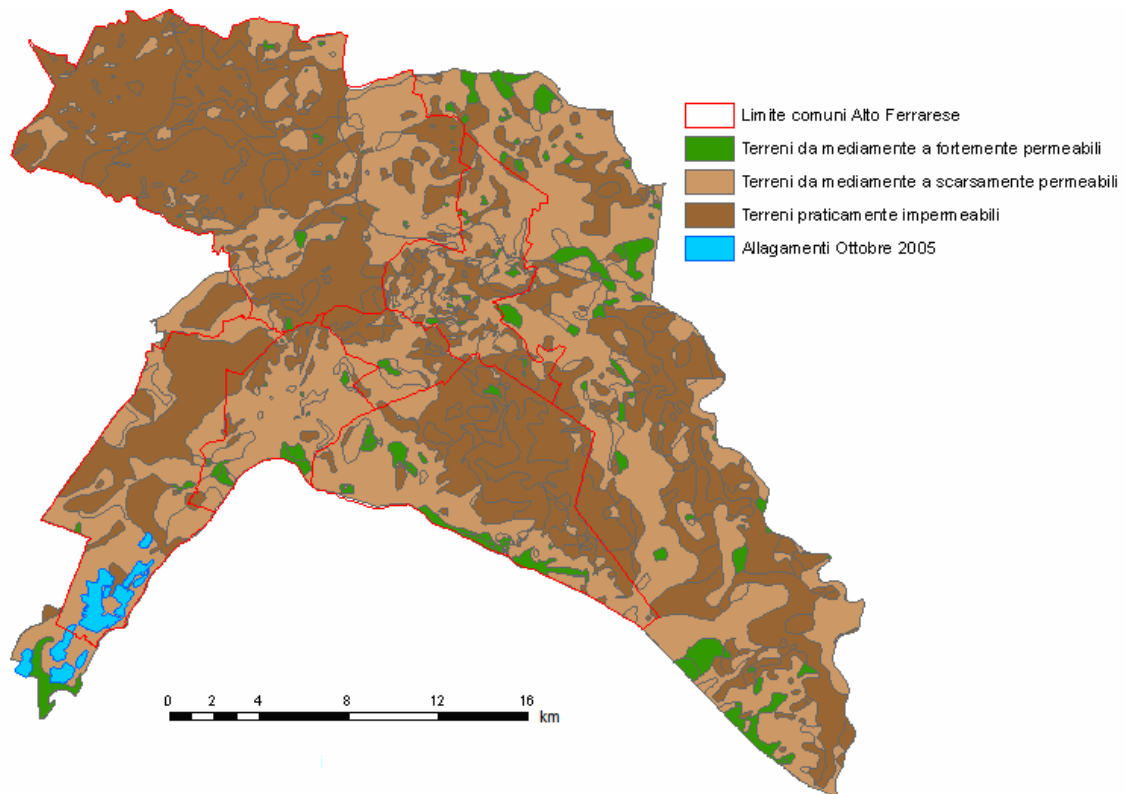 Limite comuni Alto Ferrarese
Terreni da mediamente a fortemente permeabili
Terreni da mediamente a scarsamente permeabili
Terreni praticamente impermeabili
Allagamenti Ottobre 2005
0 2 4 8 12 16
km